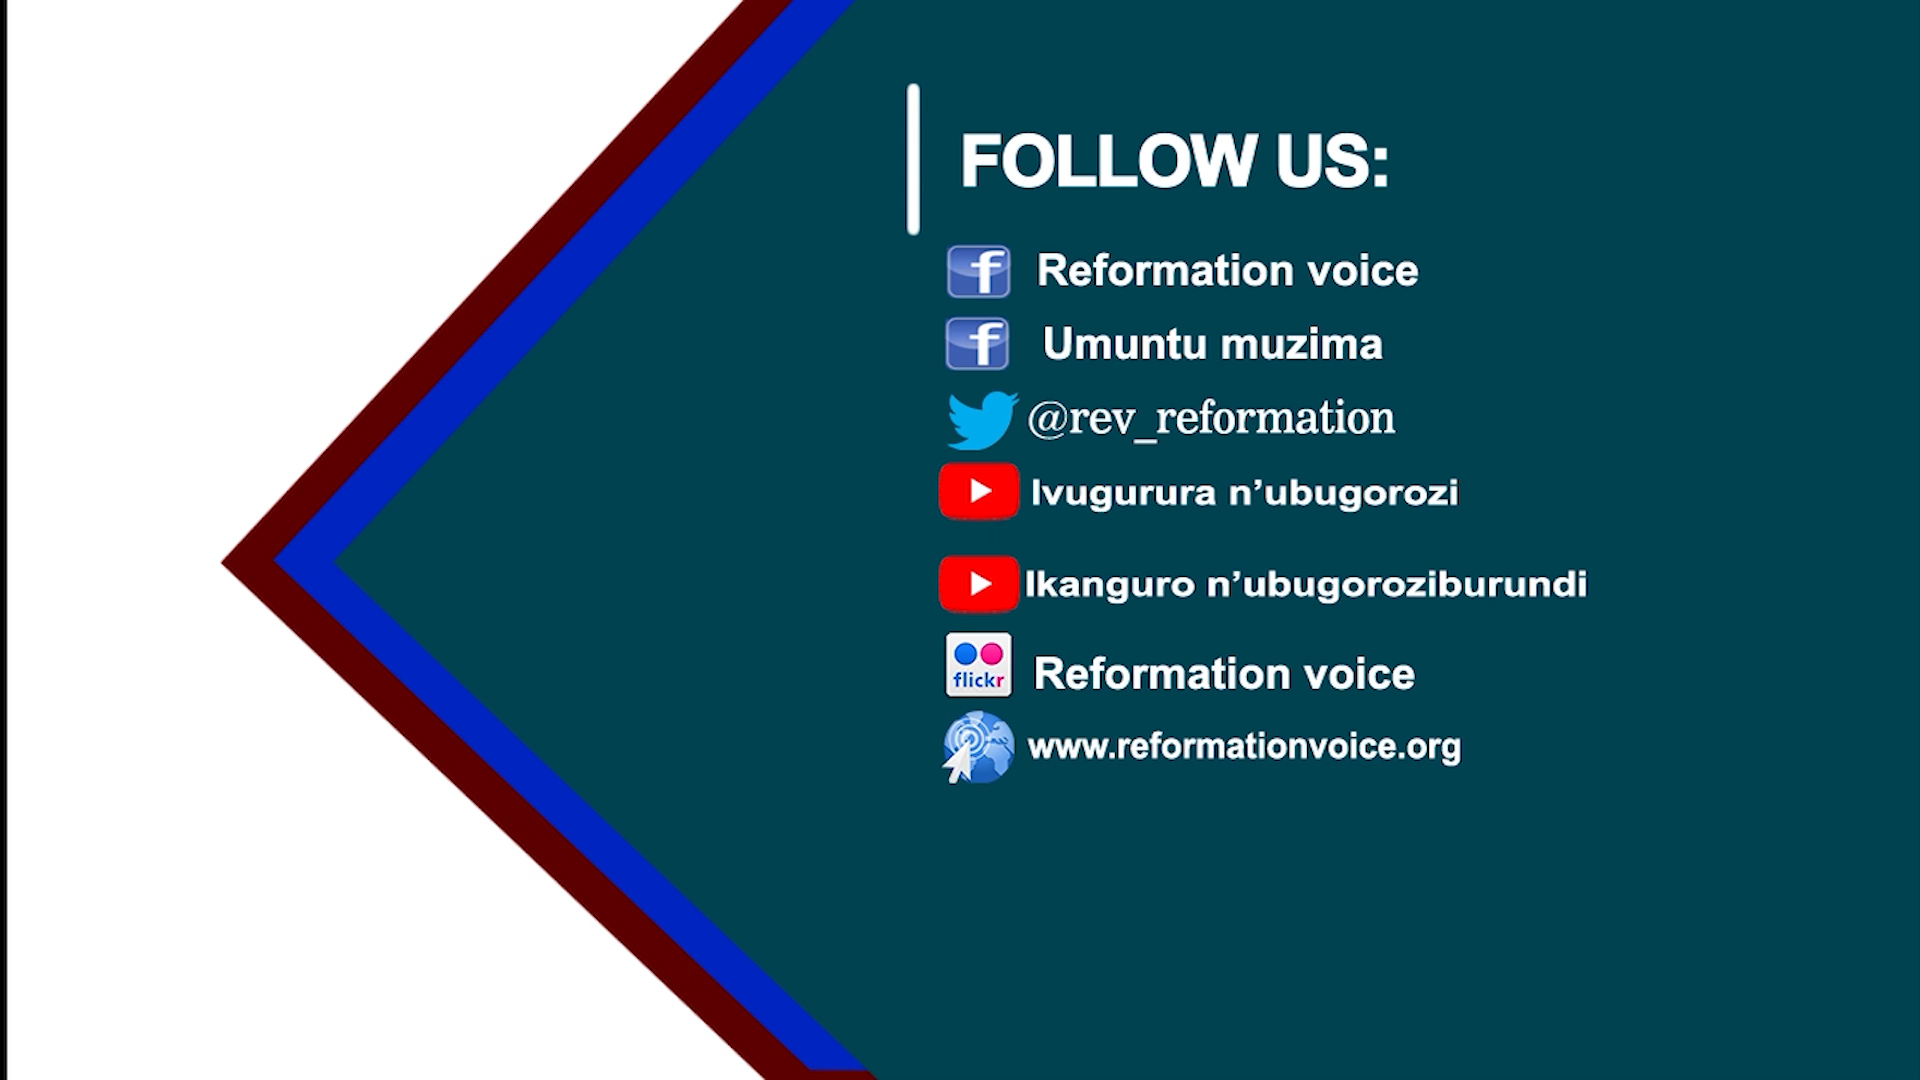 FOLLOW US:
Reformation voice
Umuntu muzima
@rev_reformation
Ivugurura n’ubugorozi
Ikanguro n’ubugoroziburundi
flickr Reformation voice
www.reformationvoice.org